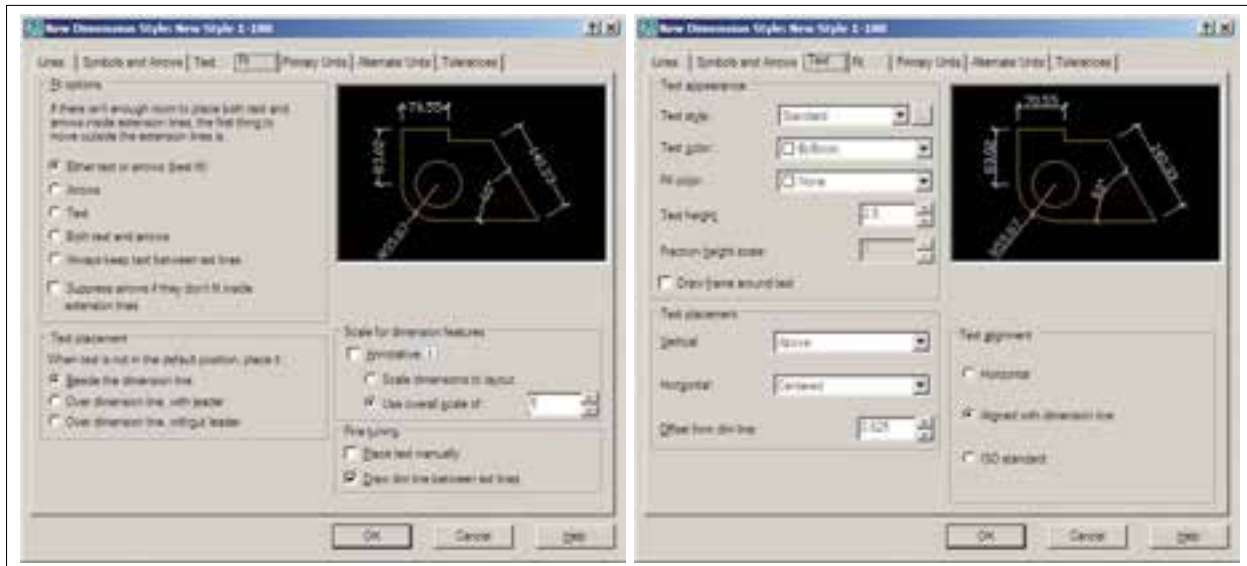 New Dimension Style: New Style 1-100
Lines Symbols and Arrows Text Fit Primary Units Alternate Units Tolerances
Fit options
If there isn't enough room to place both text and
arrows inside extension lines, the first thing to
move outside the extension lines is:
Either text or arrows (best fit)
Arrows
Text
Both text and arrows
Always keep text between ext lines
Suppress arrows if they don't fit inside
extension lines
Text placement
When text is not in the default position, place it:
Beside the dimension line
Over dimension line, with leader
Over dimension line, without leader
Scale for dimension features
Annotative
Scale dimensions to layout
Use overall scale of:
Fine tuning
Place text manually
Draw dim line between ext lines
OK Cancel Help
New Dimension Style: New Style 1-100
Lines Symbols and Arrows Text Fit Primary Units Alternate Units Tolerances
Text appearance
Text style: Standard
Text color: ByBlock
Fill color: None
Text height: 2.5
Fraction height scale:
Draw frame around text
Text placement
Vertical Above
Horizontal: Centered
Offset from dim line: 0.625
Text alignment
Horizontal
Aligned with dimension line
ISO standard
OK Cancel Help